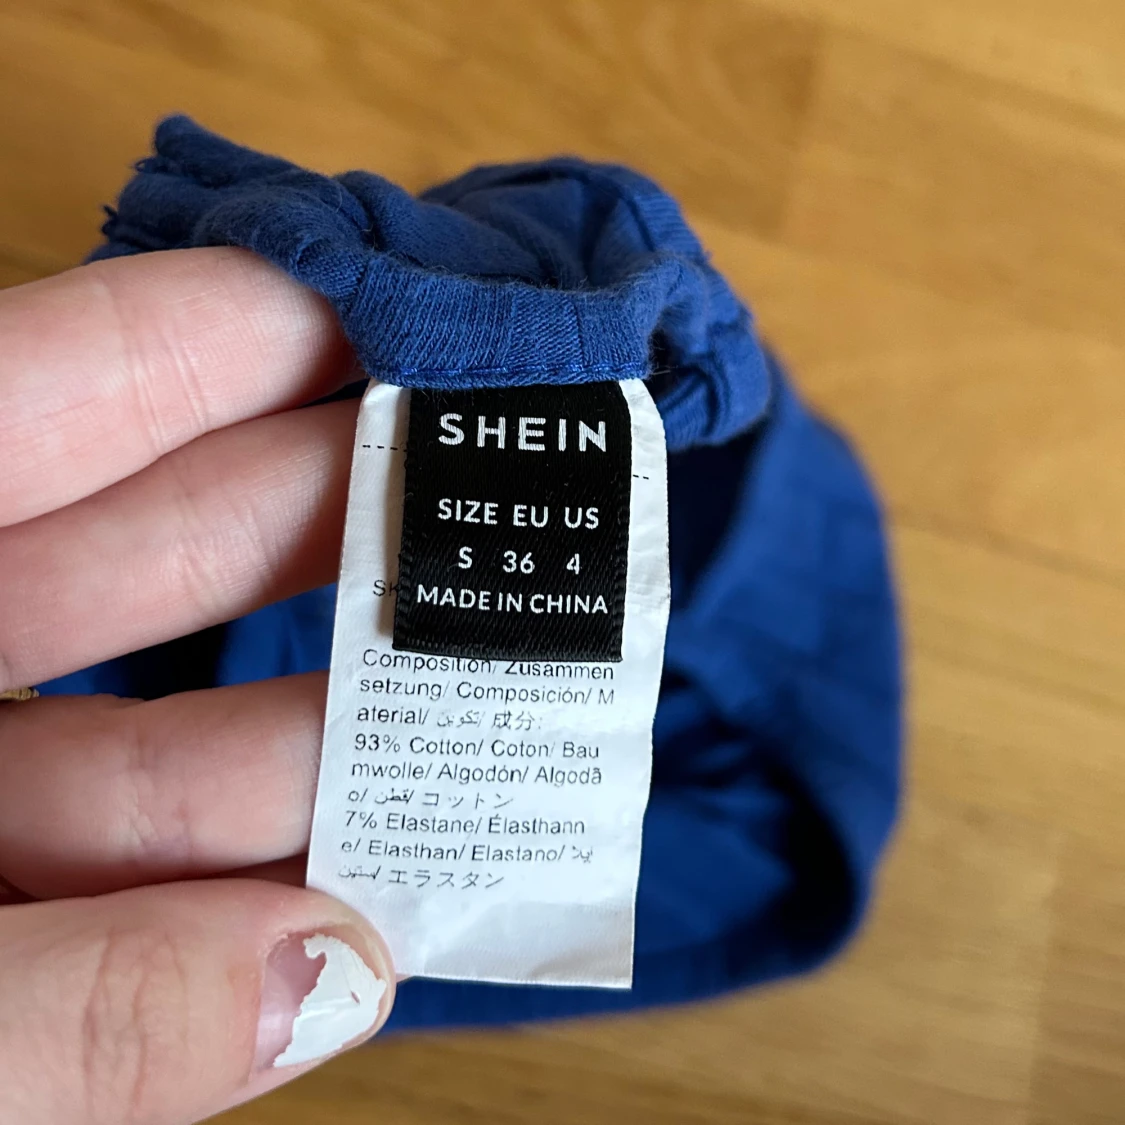 SHEIN
SIZE EU US
S 36 4
MADE IN CHINA
Composition/ Zusammen
setzung/ Composición/ M
aterial/ تكوين/ 成分:
93% Cotton/ Coton/ Bau
mwolle/ Algodón/ Algodã
o/ قطن/ コットン
7% Elastane/ Élasthann
e/ Elasthan/ Elastano/
エラスタン